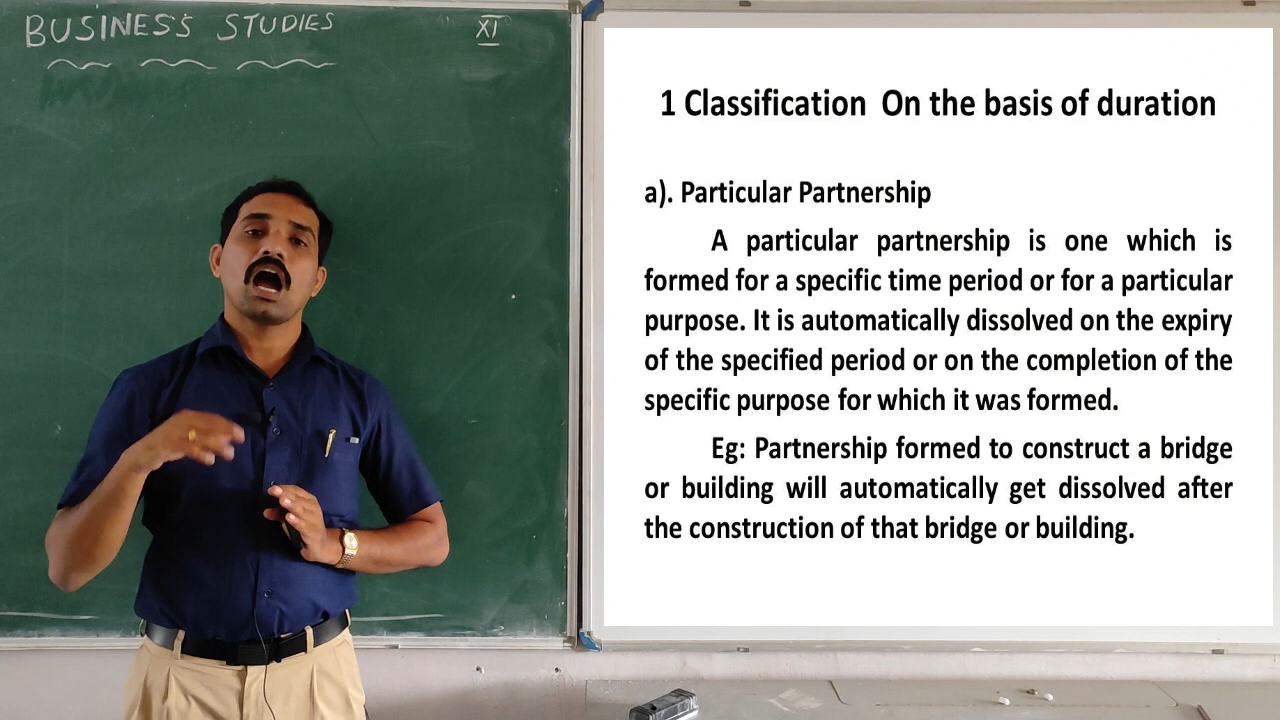 BUSINESS STUDIES XI
1 Classification On the basis of duration
a). Particular Partnership
A particular partnership is one which is
formed for a specific time period or for a particular
purpose. It is automatically dissolved on the expiry
of the specified period or on the completion of the
specific purpose for which it was formed.
Eg: Partnership formed to construct a bridge
or building will automatically get dissolved after
the construction of that bridge or building.